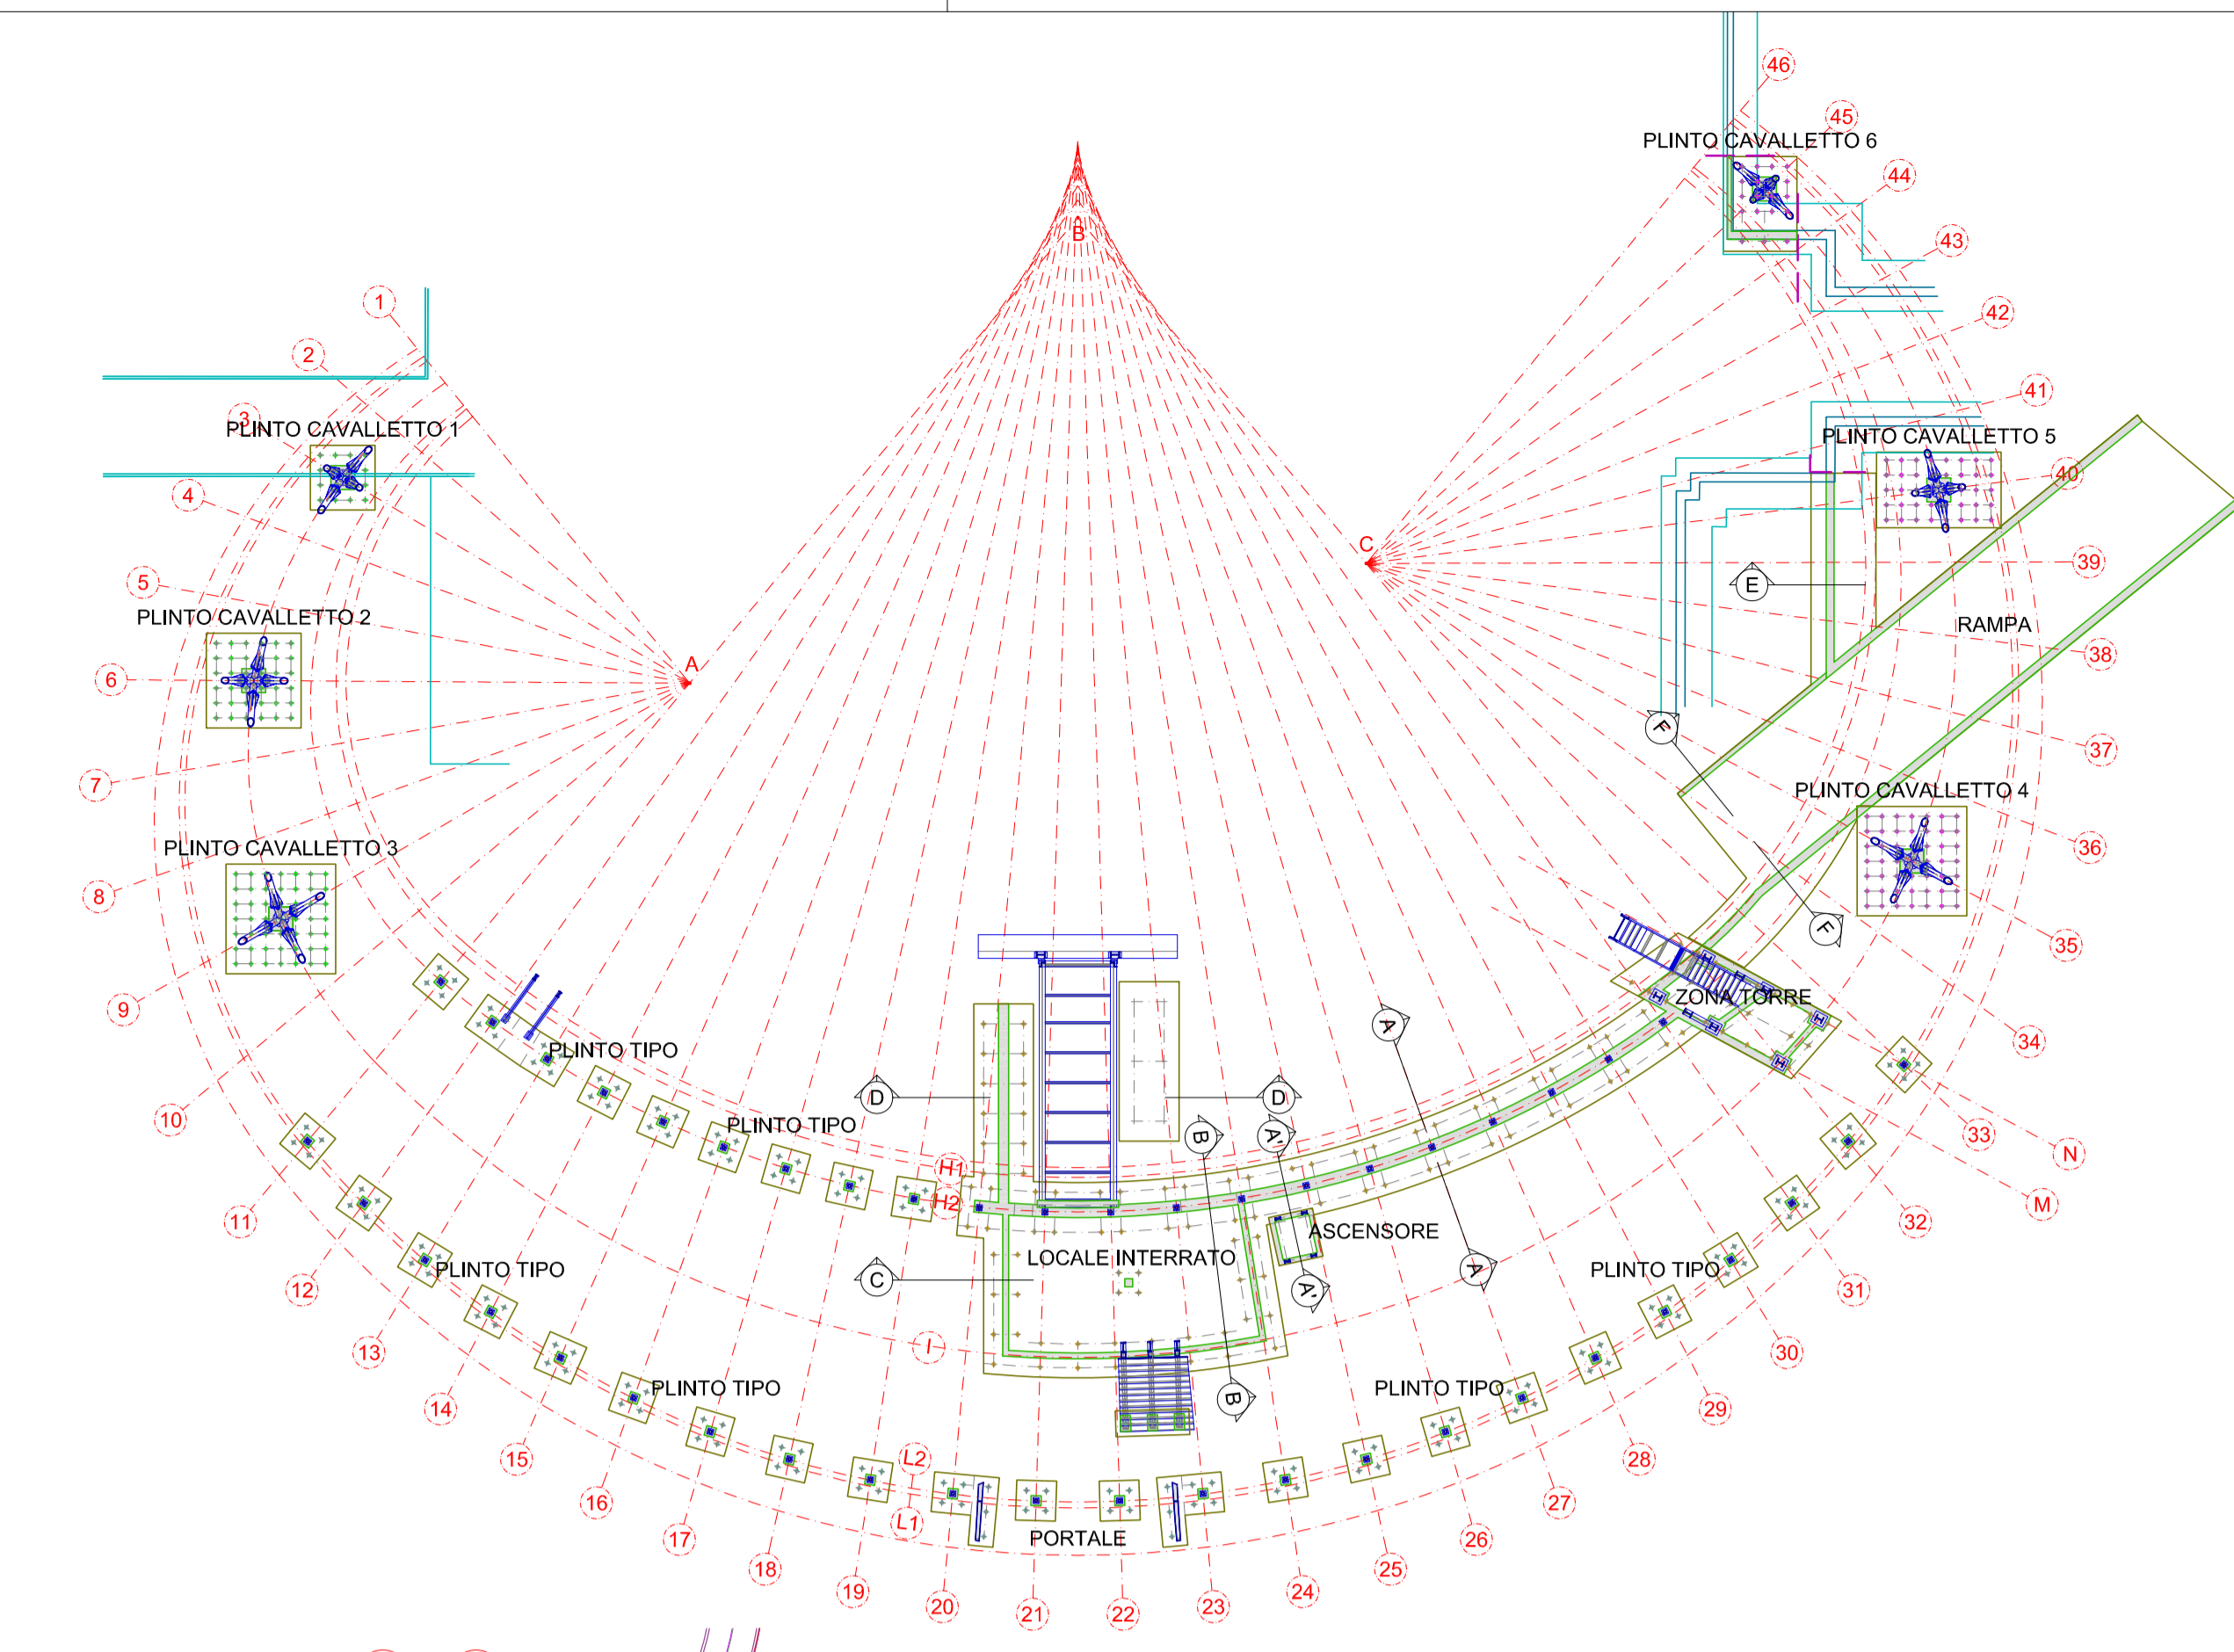 46
45
PLINTO CAVALLETTO 6
44
B
43
1
42
2
41
3
PLINTO CAVALLETTO 1
PLINTO CAVALLETTO 5
40
4
C
39
5
E
PLINTO CAVALLETTO 2
RAMPA
38
A
6
F
37
7
PLINTO CAVALLETTO 4
PLINTO CAVALLETTO 3
36
8
F
35
9
ZONA TORRE
A
34
PLINTO TIPO
D
D
10
PLINTO TIPO
B
A'
33
N
H1
H2
M
11
32
ASCENSORE
LOCALE INTERRATO
PLINTO TIPO
PLINTO TIPO
A
C
A'
12
31
I
13
30
PLINTO TIPO
PLINTO TIPO
B
14
29
15
L2
28
16
L1
27
17
PORTALE
26
18
25
19
24
20
21
22
23